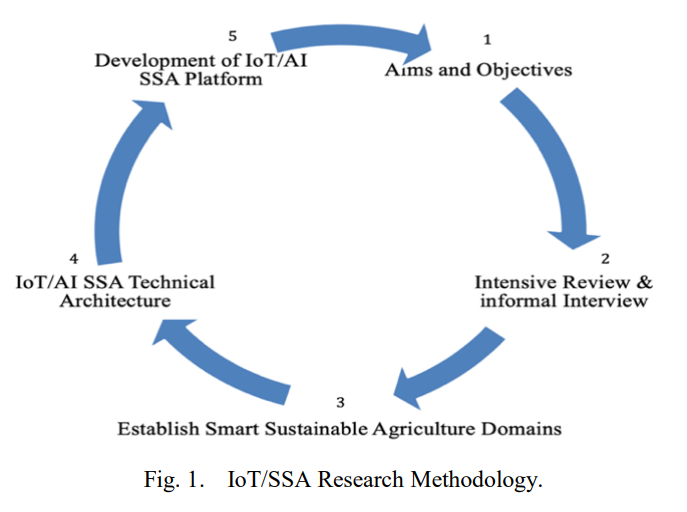 1
Aims and Objectives
2
Intensive Review &
informal Interview
3
Establish Smart Sustainable Agriculture Domains
4
IoT/AI SSA Technical
Architecture
5
Development of IoT/AI
SSA Platform
Fig. 1. IoT/SSA Research Methodology.